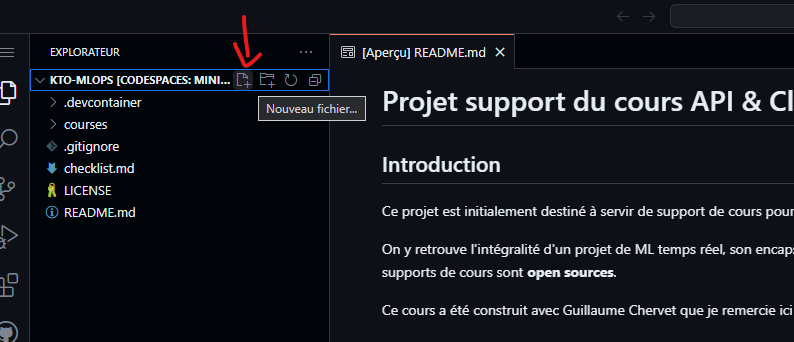 EXPLORATEUR
[Aperçu] README.md
KTO-MLOPS [CODESPACES: MINI...
Nouveau fichier...
.devcontainer
courses
.gitignore
checklist.md
LICENSE
README.md
Projet support du cours API & Cl
Introduction
Ce projet est initialement destiné à servir de support de cours pour
On y retrouve l'intégralité d'un projet de ML temps réel, son encaps
supports de cours sont open sources.
Ce cours a été construit avec Guillaume Chervet que je remercie ici